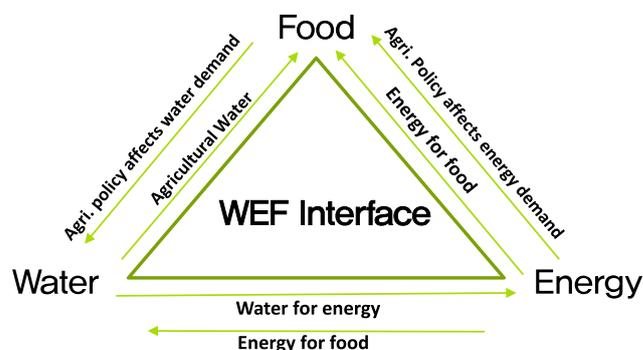 Food
Agri. policy affects water demand
Agricultural Water
Energy for food
Agri. Policy affects energy demand
WEF Interface
Water
Energy
Water for energy
Energy for food